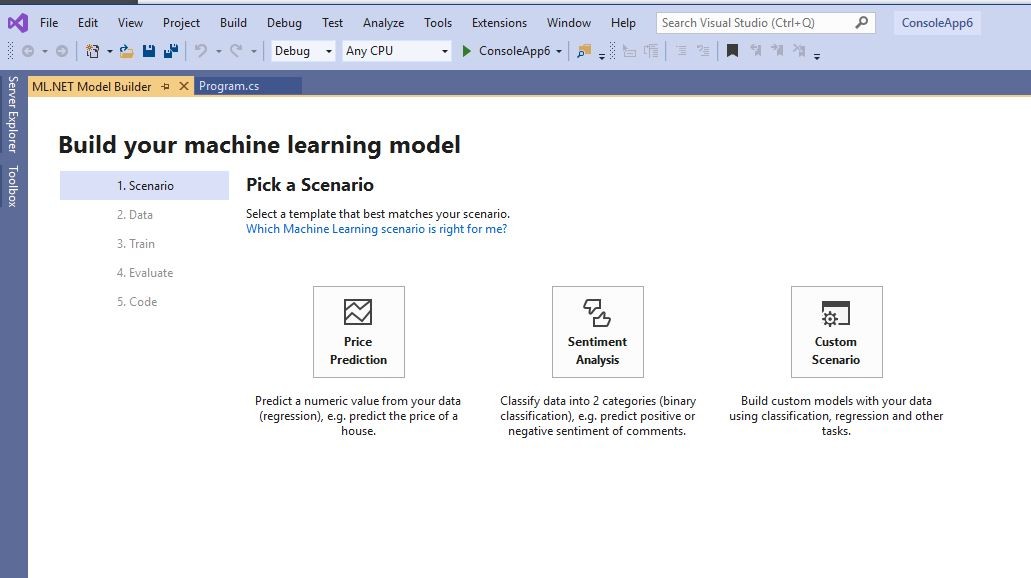 File Edit View Project Build Debug Test Analyze Tools Extensions Window Help Search Visual Studio (Ctrl+Q) ConsoleApp6
Debug Any CPU ConsoleApp6
Server Explorer
Toolbox
ML.NET Model Builder Program.cs
Build your machine learning model
1. Scenario
2. Data
3. Train
4. Evaluate
5. Code
Pick a Scenario
Select a template that best matches your scenario.
Which Machine Learning scenario is right for me?
Price
Prediction
Predict a numeric value from your data
(regression), e.g. predict the price of a
house.
Sentiment
Analysis
Classify data into 2 categories (binary
classification), e.g. predict positive or
negative sentiment of comments.
Custom
Scenario
Build custom models with your data
using classification, regression and other
tasks.